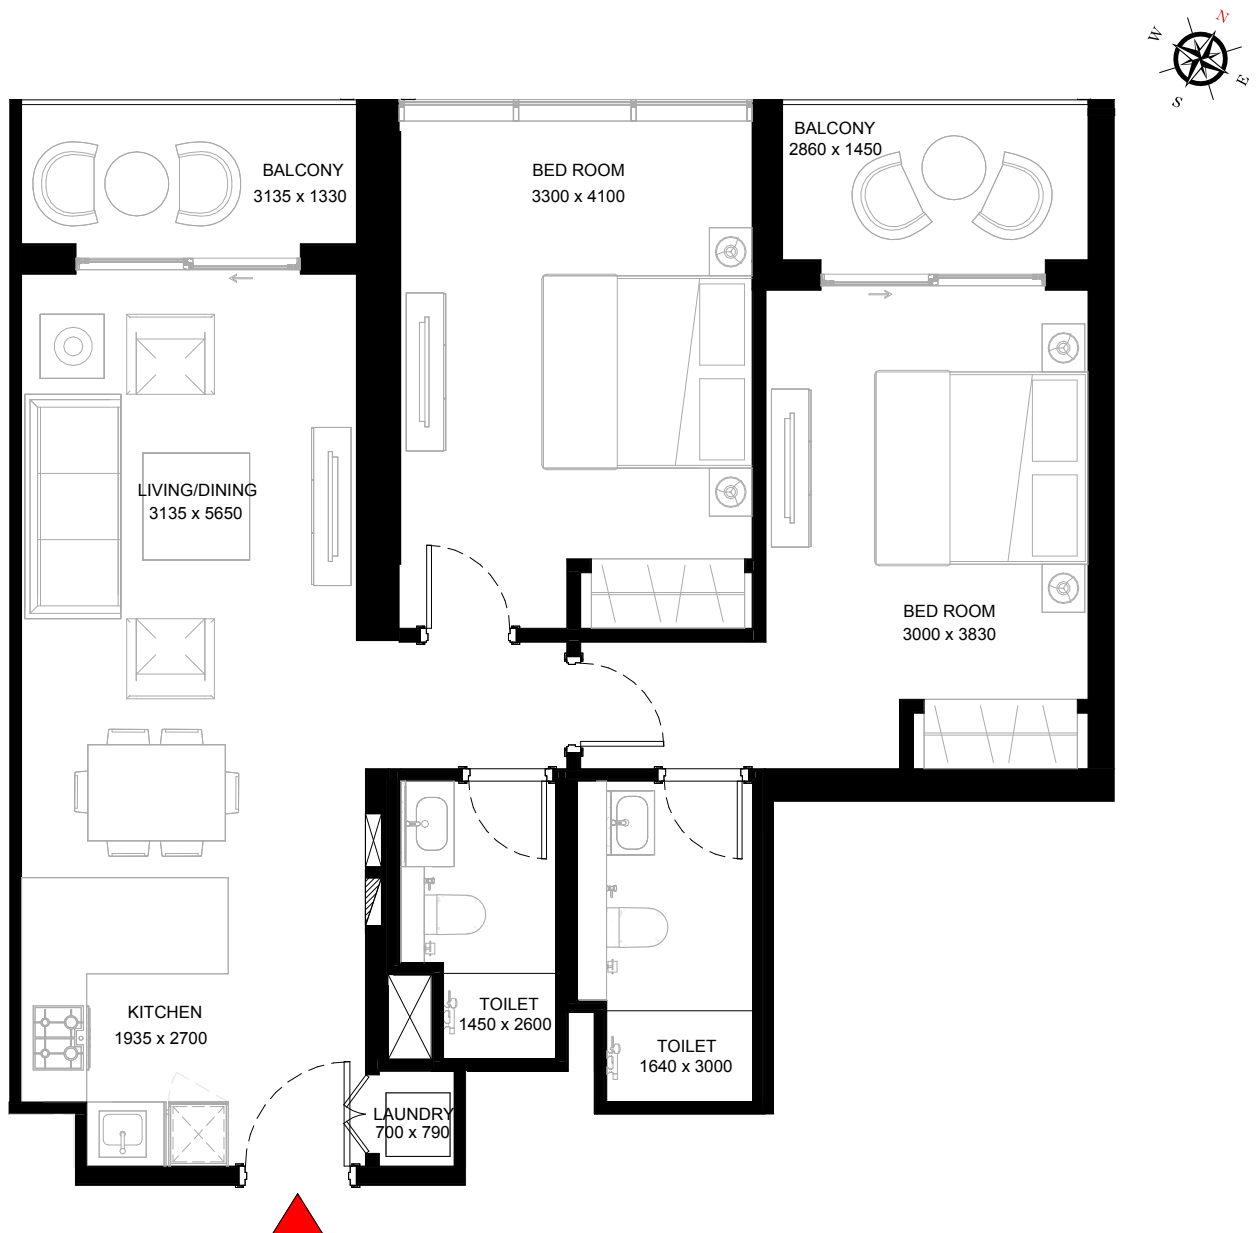 N
W
E
S
BALCONY
3135 x 1330
BED ROOM
3300 x 4100
BALCONY
2860 x 1450
LIVING/DINING
3135 x 5650
BED ROOM
3000 x 3830
KITCHEN
1935 x 2700
TOILET
1450 x 2600
TOILET
1640 x 3000
LAUNDRY
700 x 790